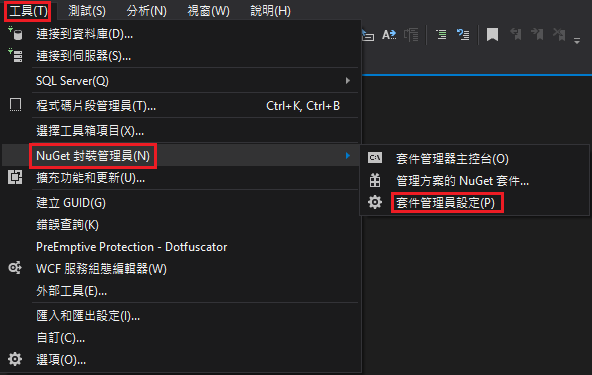 工具(T) 測試(S) 分析(N) 視窗(W) 說明(H)
連接到資料庫(D)...
連接到伺服器(S)...
SQL Server(Q)
程式碼片段管理員(T)... Ctrl+K, Ctrl+B
選擇工具箱項目(X)...
NuGet 封裝管理員(N)
套件管理器主控台(O)
擴充功能和更新(U)...
管理方案的 NuGet 套件...
建立 GUID(G)
套件管理員設定(P)
錯誤查詢(K)
PreEmptive Protection - Dotfuscator
WCF 服務組態編輯器(W)
外部工具(E)...
匯入和匯出設定(I)...
自訂(C)...
選項(O)...